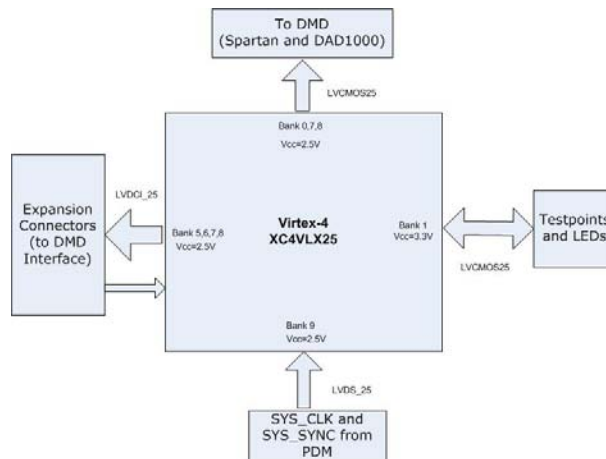 To DMD
(Spartan and DAD1000)
LVCMOS25
Bank 0,7,8
Vcc=2.5V
Expansion
Connectors
(to DMD
Interface)
LVDCI_25
Bank 5,6,7,8
Vcc=2.5V
Virtex-4
XC4VLX25
Bank 1
Vcc=3.3V
LVCMOS25
Testpoints
and LEDs
Bank 9
Vcc=2.5V
LVDS_25
SYS_CLK and
SYS_SYNC from
PDM